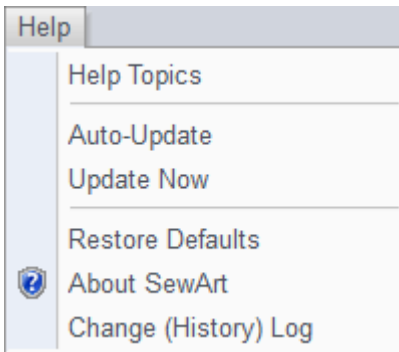 Help
Help Topics
Auto-Update
Update Now
Restore Defaults
About SewArt
Change (History) Log